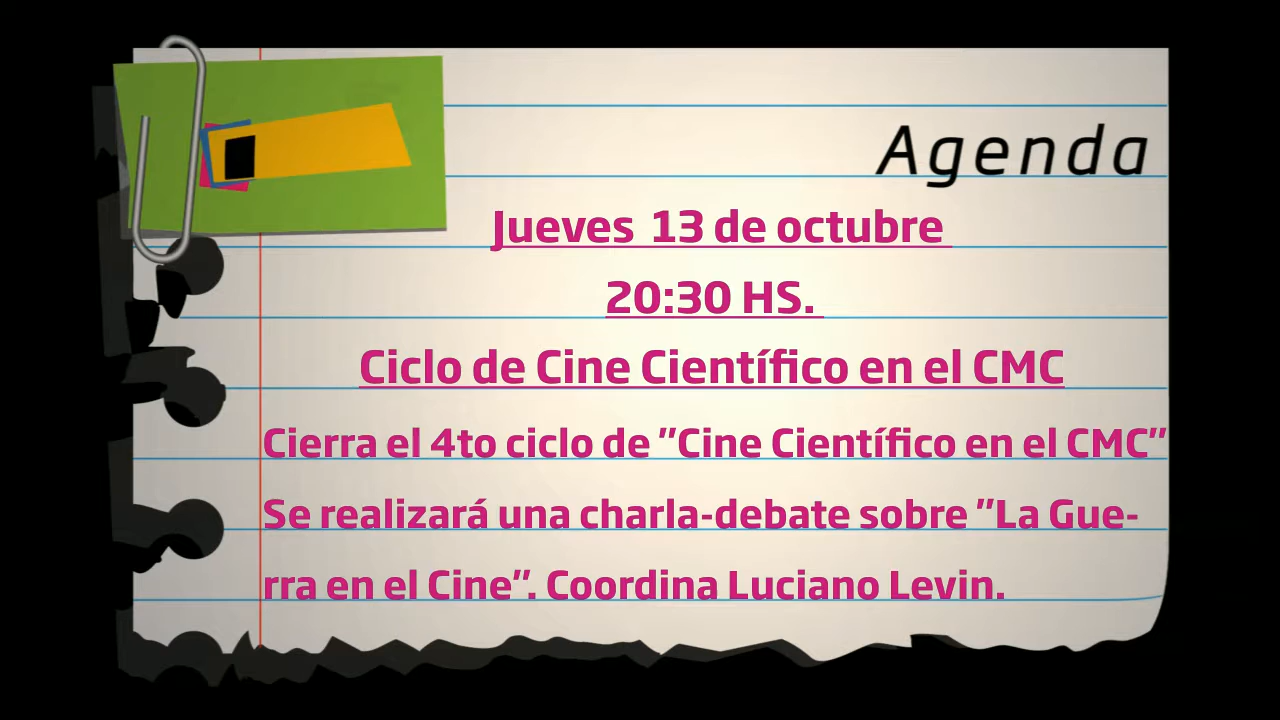 Agenda
Jueves 13 de octubre
20:30 HS.
Ciclo de Cine Científico en el CMC
Cierra el 4to ciclo de "Cine Científico en el CMC"
Se realizará una charla-debate sobre "La Gue-
rra en el Cine". Coordina Luciano Levin.